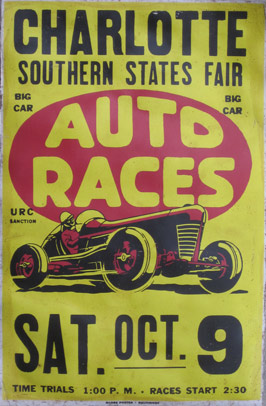 CHARLOTTE
SOUTHERN STATES FAIR
BIG CAR
BIG CAR
AUTO
RACES
URC
SANCTION
SAT. OCT. 9
TIME TRIALS 1:00 P. M. • RACES START 2:30